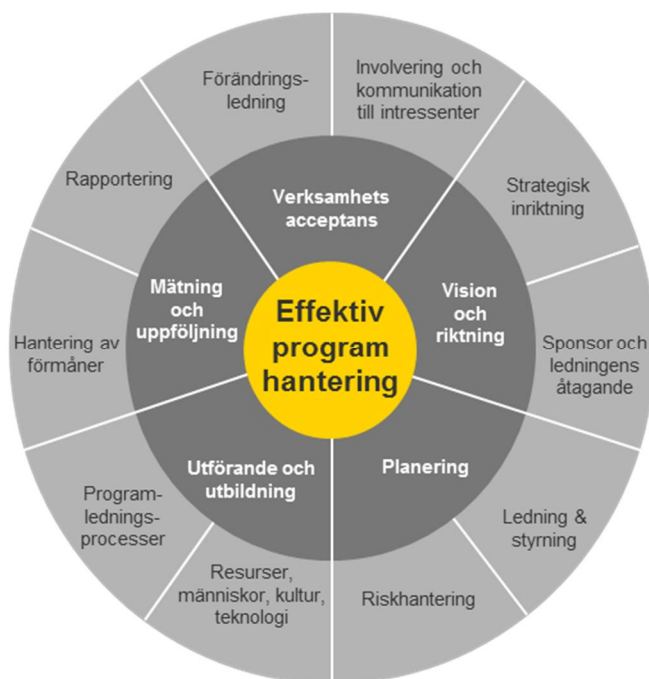 Förändrings-
ledning
Involvering och
kommunikation
till intressenter
Rapportering
Strategisk
inriktning
Verksamhets
acceptans
Mätning
och
uppföljning
Vision
och
riktning
Effektiv
program
hantering
Hantering av
förmåner
Sponsor och
ledningens
åtagande
Utförande och
utbildning
Planering
Program-
lednings-
processer
Ledning &
styrning
Resurser,
människor, kultur,
teknologi
Riskhantering